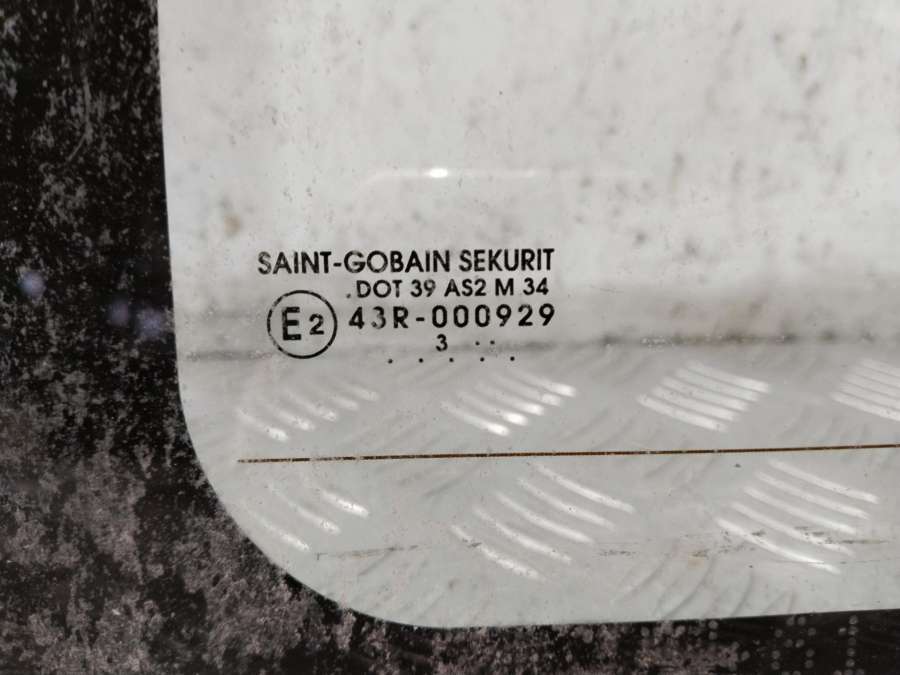 SAINT-GOBAIN SEKURIT
.DOT 39 AS2 M 34
E2 43R-000929
3 ..
. . . . .